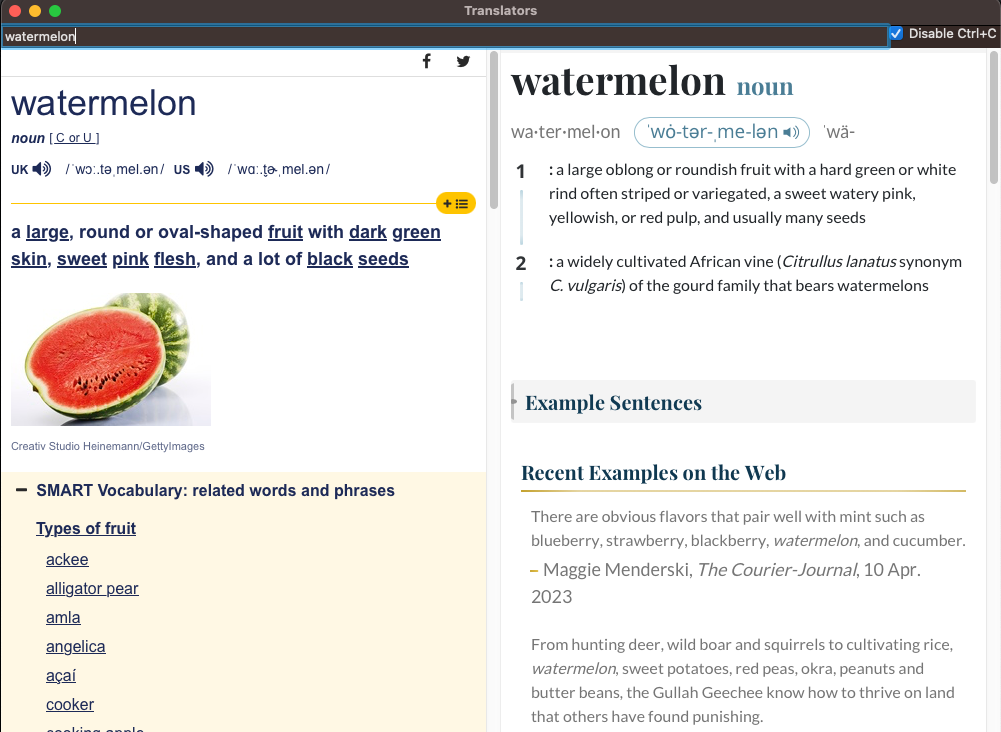 Translators
watermelon
Disable Ctrl+C
watermelon
noun [ C or U ]
UK /ˈwɔː.təˌmel.ən/ US /ˈwɑː.t̬ɚˌmel.ən/
a large, round or oval-shaped fruit with dark green
skin, sweet pink flesh, and a lot of black seeds
Creativ Studio Heinemann/GettyImages
SMART Vocabulary: related words and phrases
Types of fruit
ackee
alligator pear
amla
angelica
açaí
cooker
cooking apple
watermelon noun
wa·ter·mel·on ˈwȯ-tər-ˌme-lən ˈwä-
1 : a large oblong or roundish fruit with a hard green or white
rind often striped or variegated, a sweet watery pink,
yellowish, or red pulp, and usually many seeds
2 : a widely cultivated African vine (Citrullus lanatus synonym
C. vulgaris) of the gourd family that bears watermelons
Example Sentences
Recent Examples on the Web
There are obvious flavors that pair well with mint such as
blueberry, strawberry, blackberry, watermelon, and cucumber.
– Maggie Menderski, The Courier-Journal, 10 Apr.
2023
From hunting deer, wild boar and squirrels to cultivating rice,
watermelon, sweet potatoes, red peas, okra, peanuts and
butter beans, the Gullah Geechee know how to thrive on land
that others have found punishing.